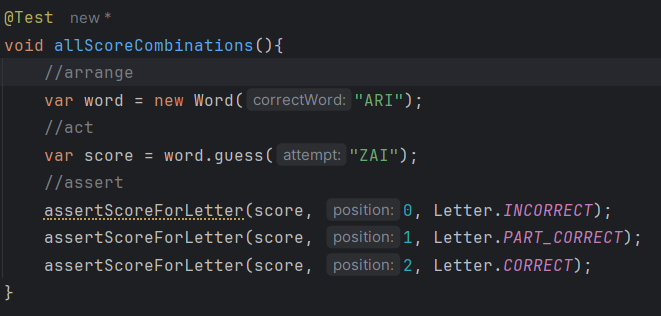 @Test new *
void allScoreCombinations(){
//arrange
var word = new Word( correctWord: "ARI");
//act
var score = word.guess( attempt: "ZAI");
//assert
assertScoreForLetter(score, position: 0, Letter.INCORRECT);
assertScoreForLetter(score, position: 1, Letter.PART_CORRECT);
assertScoreForLetter(score, position: 2, Letter.CORRECT);
}